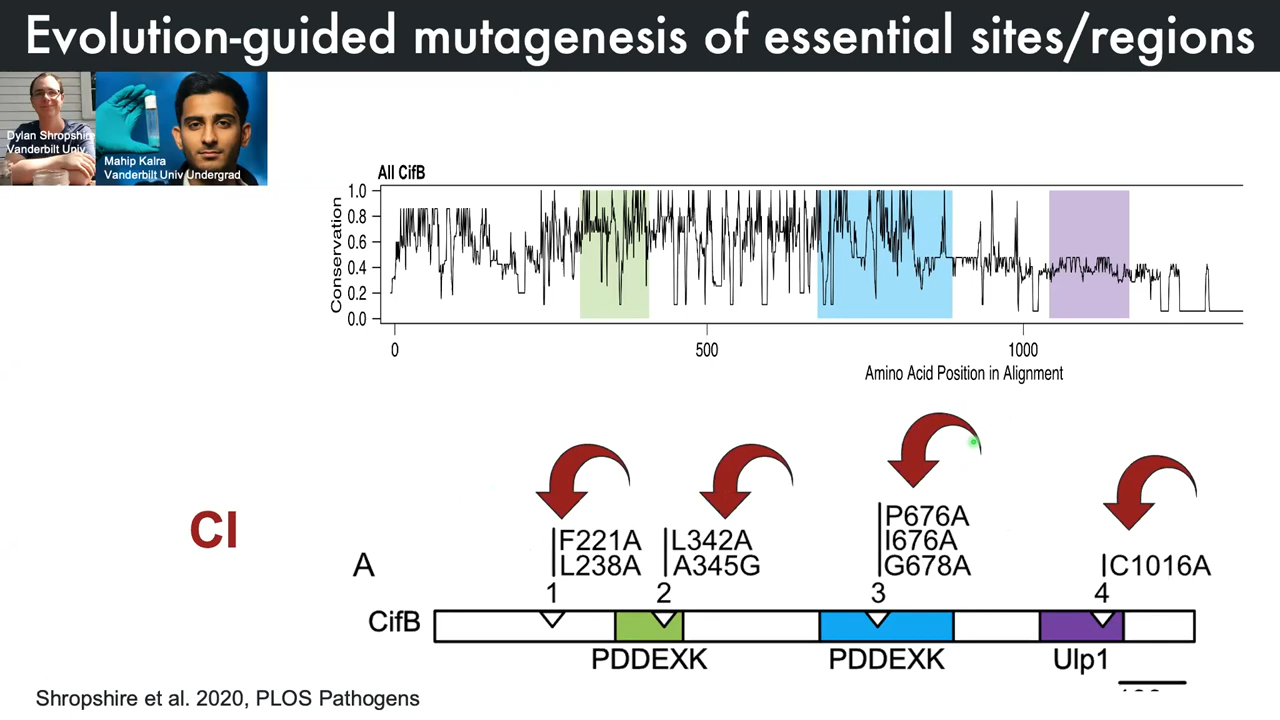 Evolution-guided mutagenesis of essential sites/regions
Dylan Shropshire
Vanderbilt Univ
Mahip Kalra
Vanderbilt Univ Undergrad
All CifB
Conservation
1.0
0.8
0.6
0.4
0.2
0.0
0
500
1000
Amino Acid Position in Alignment
CI
A
F221A
L238A
1
L342A
A345G
2
P676A
I676A
G678A
3
C1016A
4
CifB
PDDEXK
PDDEXK
Ulp1
Shropshire et al. 2020, PLOS Pathogens